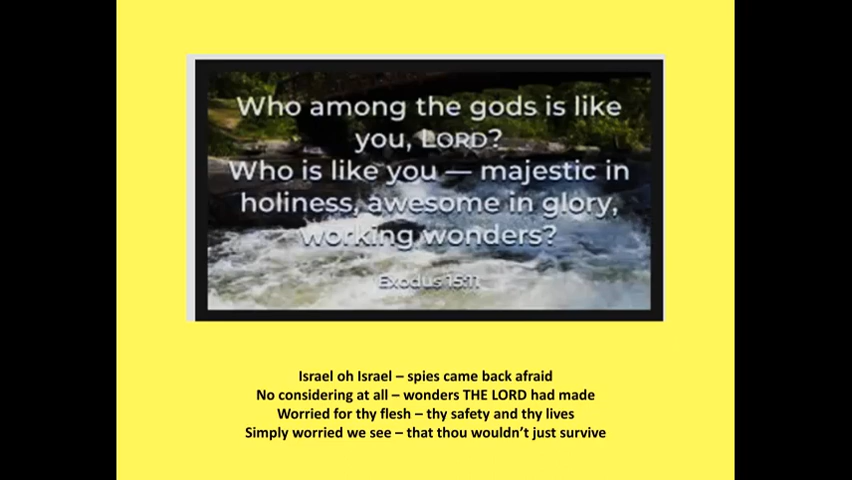 Who among the gods is like
you, LORD?
Who is like you — majestic in
holiness, awesome in glory,
working wonders?
Exodus 15:11
Israel oh Israel – spies came back afraid
No considering at all – wonders THE LORD had made
Worried for thy flesh – thy safety and thy lives
Simply worried we see – that thou wouldn’t just survive